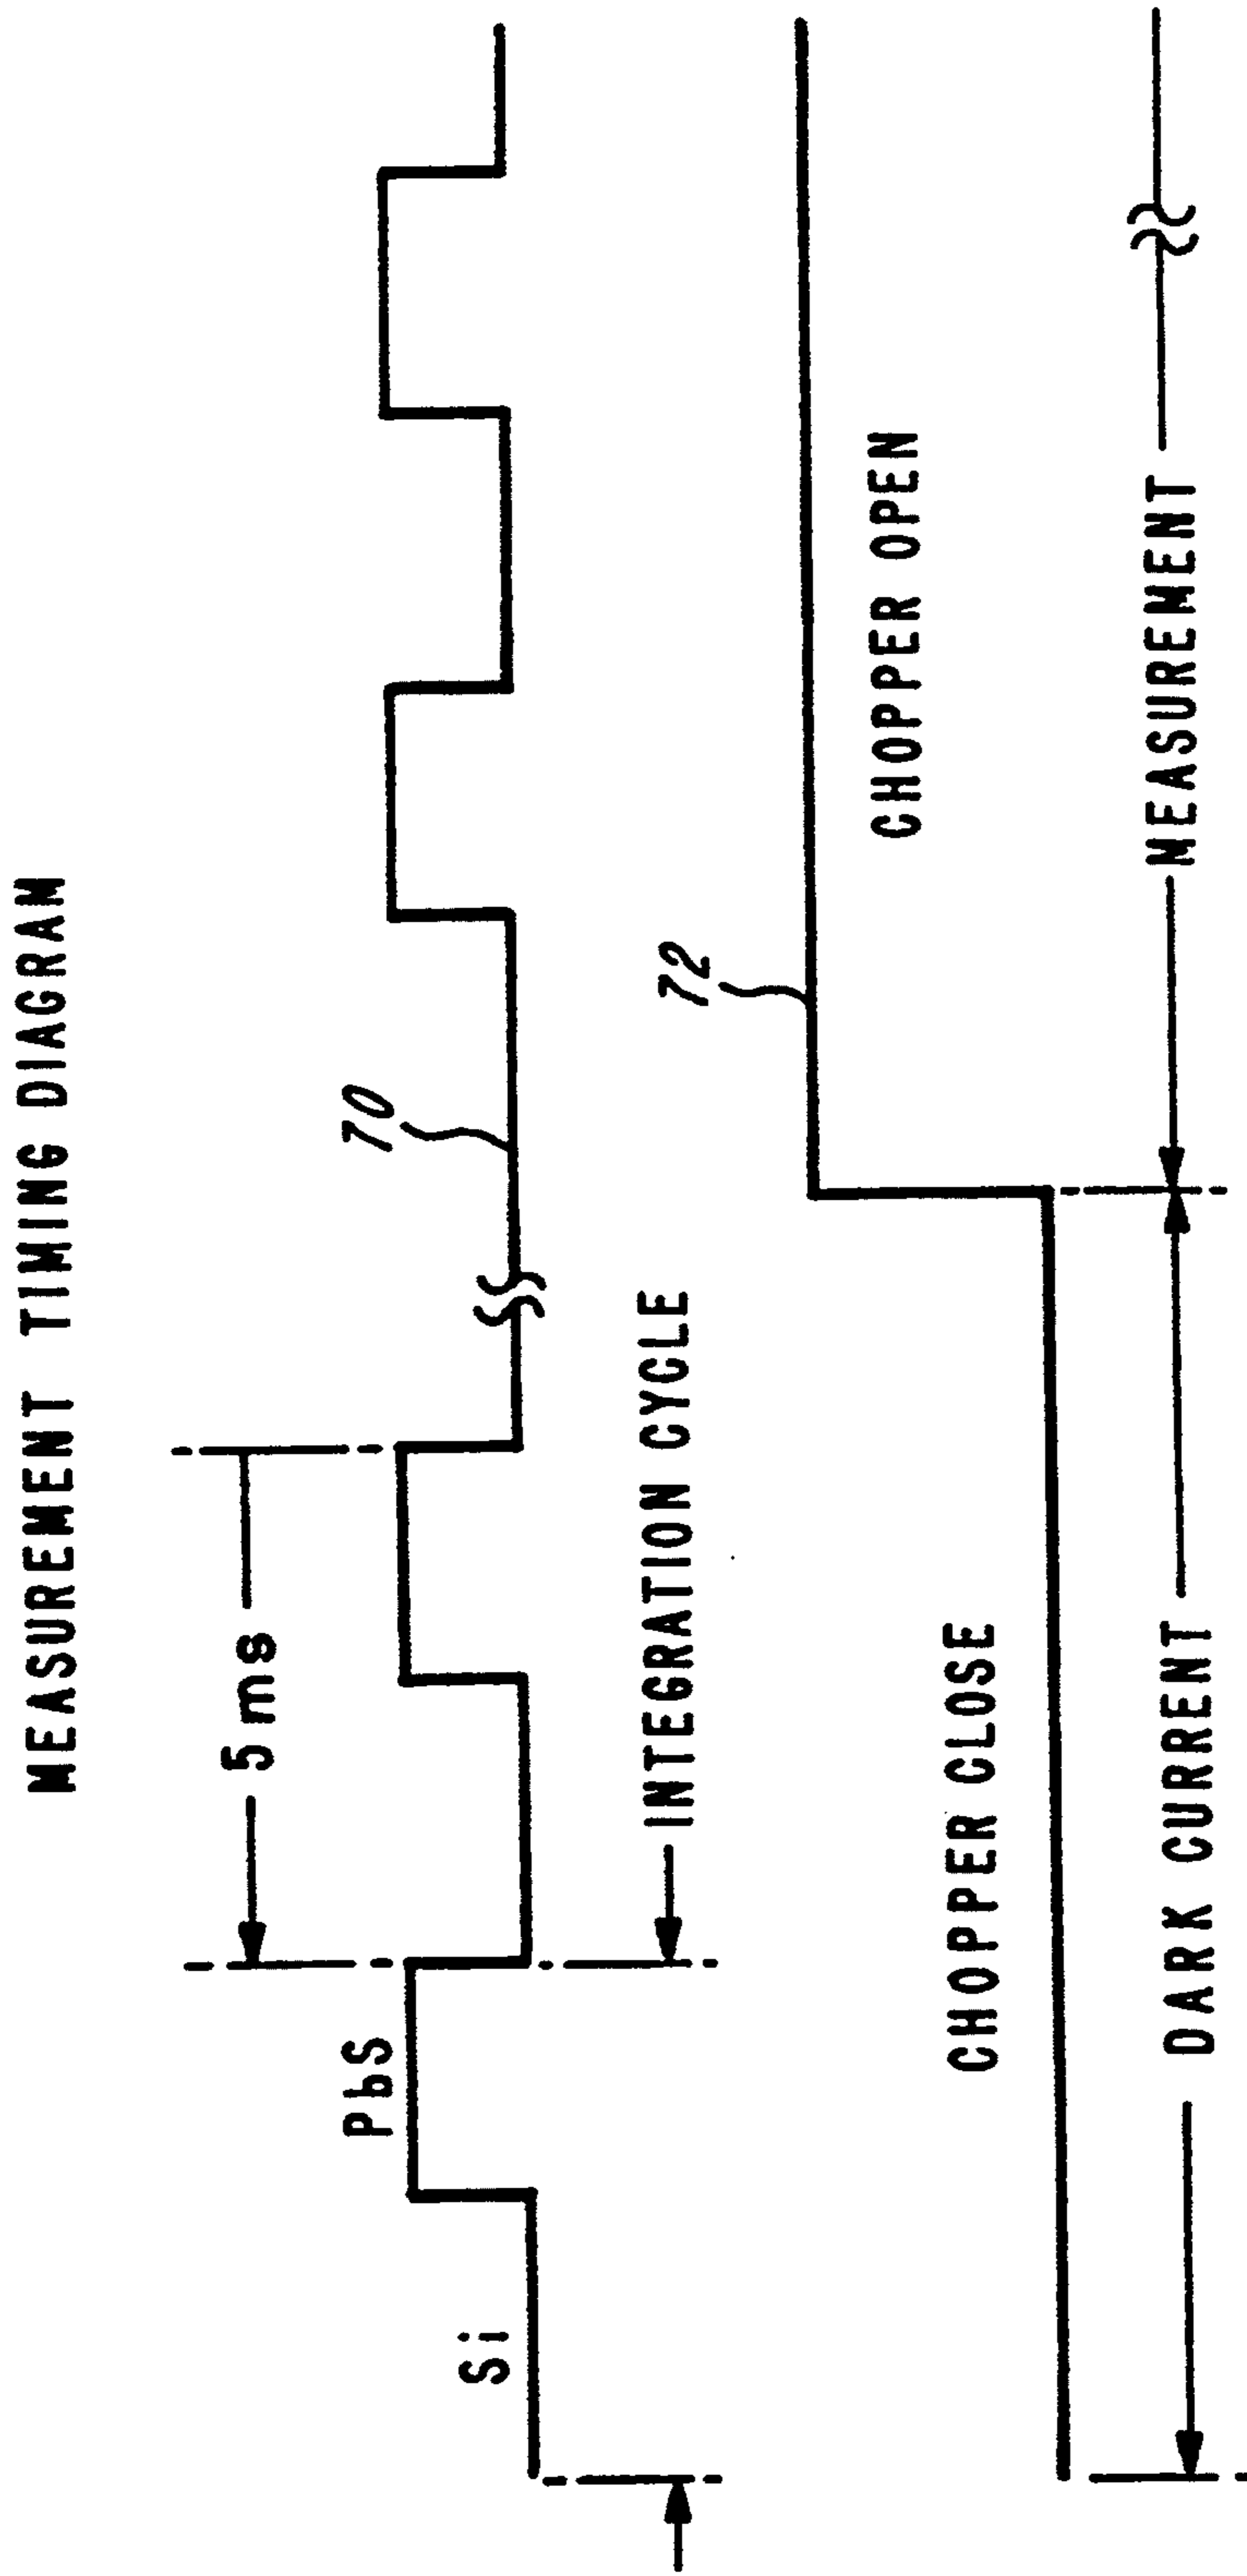 MEASUREMENT TIMING DIAGRAM
5ms
PbS
Si
70
INTEGRATION CYCLE
72
CHOPPER OPEN
CHOPPER CLOSE
DARK CURRENT
MEASUREMENT